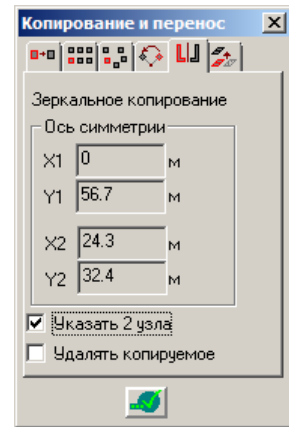 Копирование и перенос
Зеркальное копирование
Ось симметрии
X1 0 м
Y1 56.7 м
X2 24.3 м
Y2 32.4 м
Указать 2 узла
Удалять копируемое